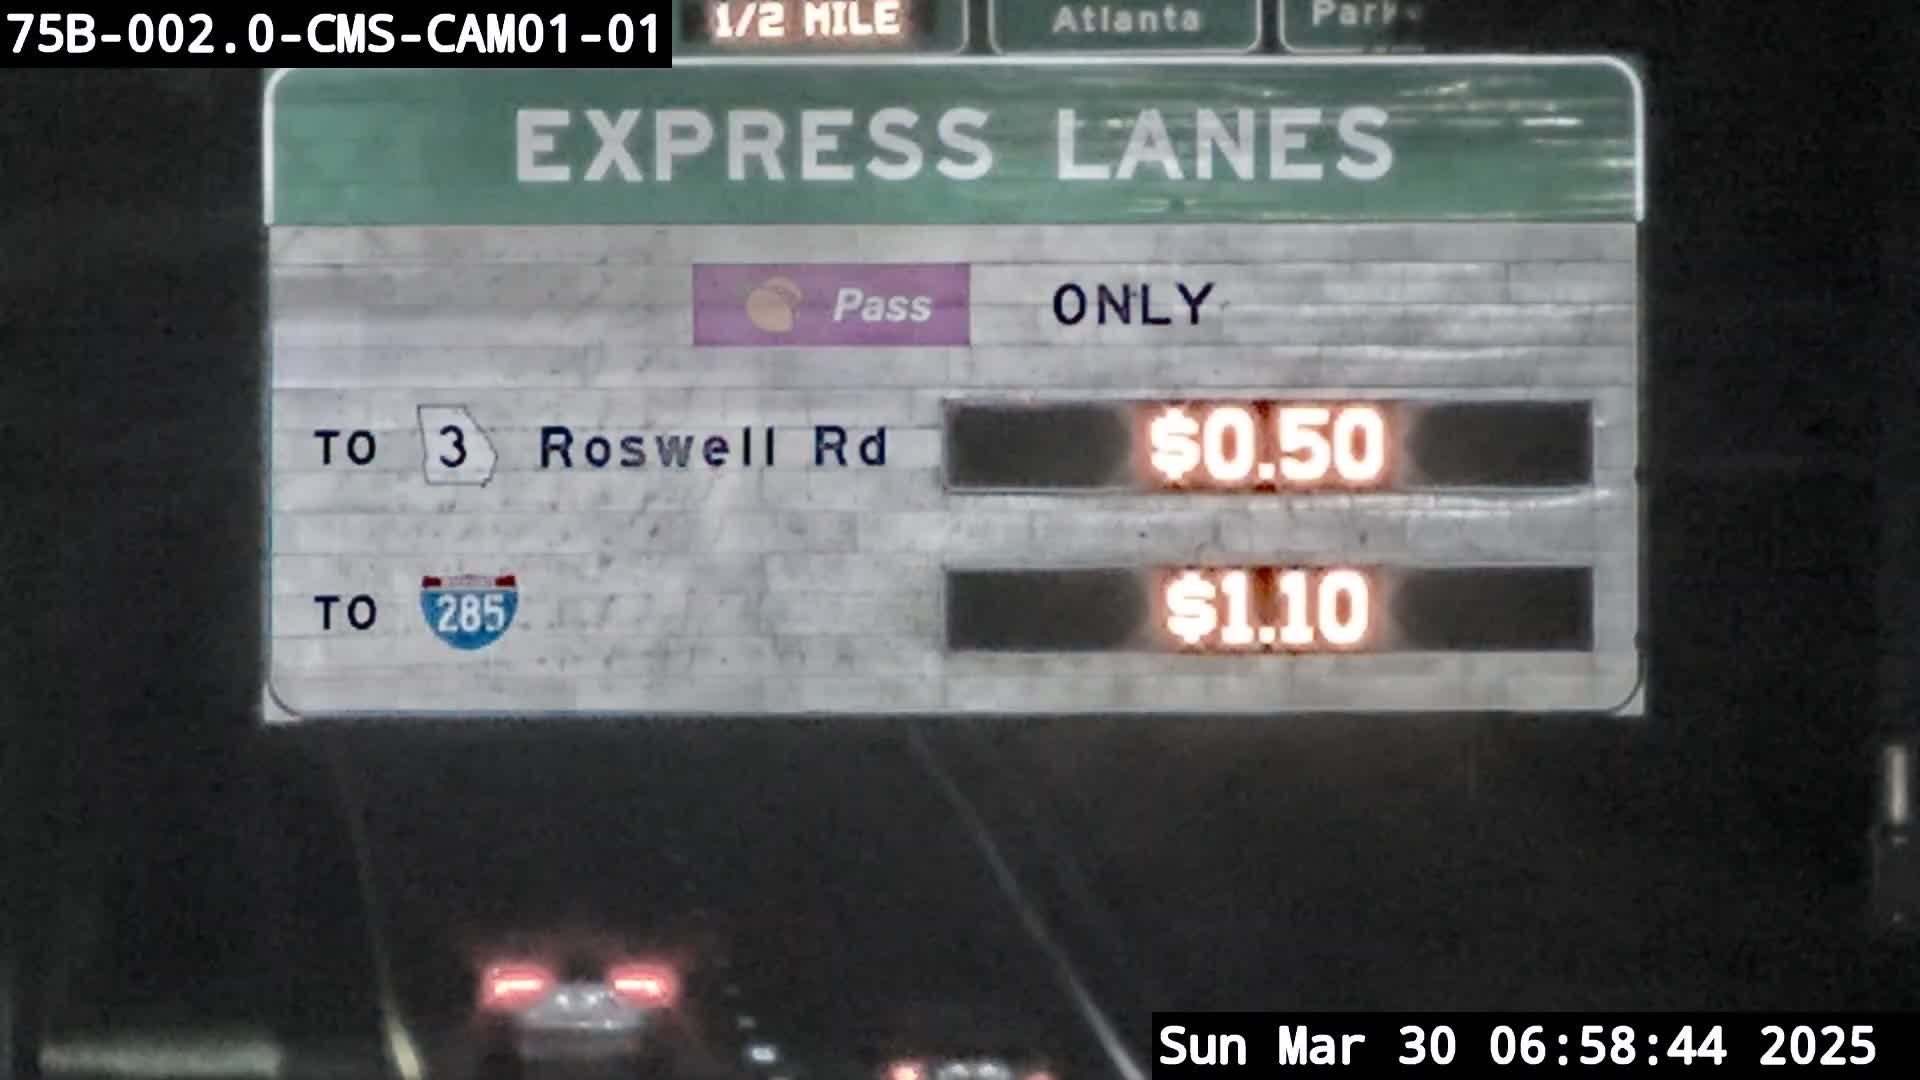 75B-002.0-CMS-CAM01-01
1/2 MILE
Atlanta
EXPRESS LANES
Pass ONLY
TO 3 Roswell Rd $0.50
TO 285 $1.10
Sun Mar 30 06:58:44 2025